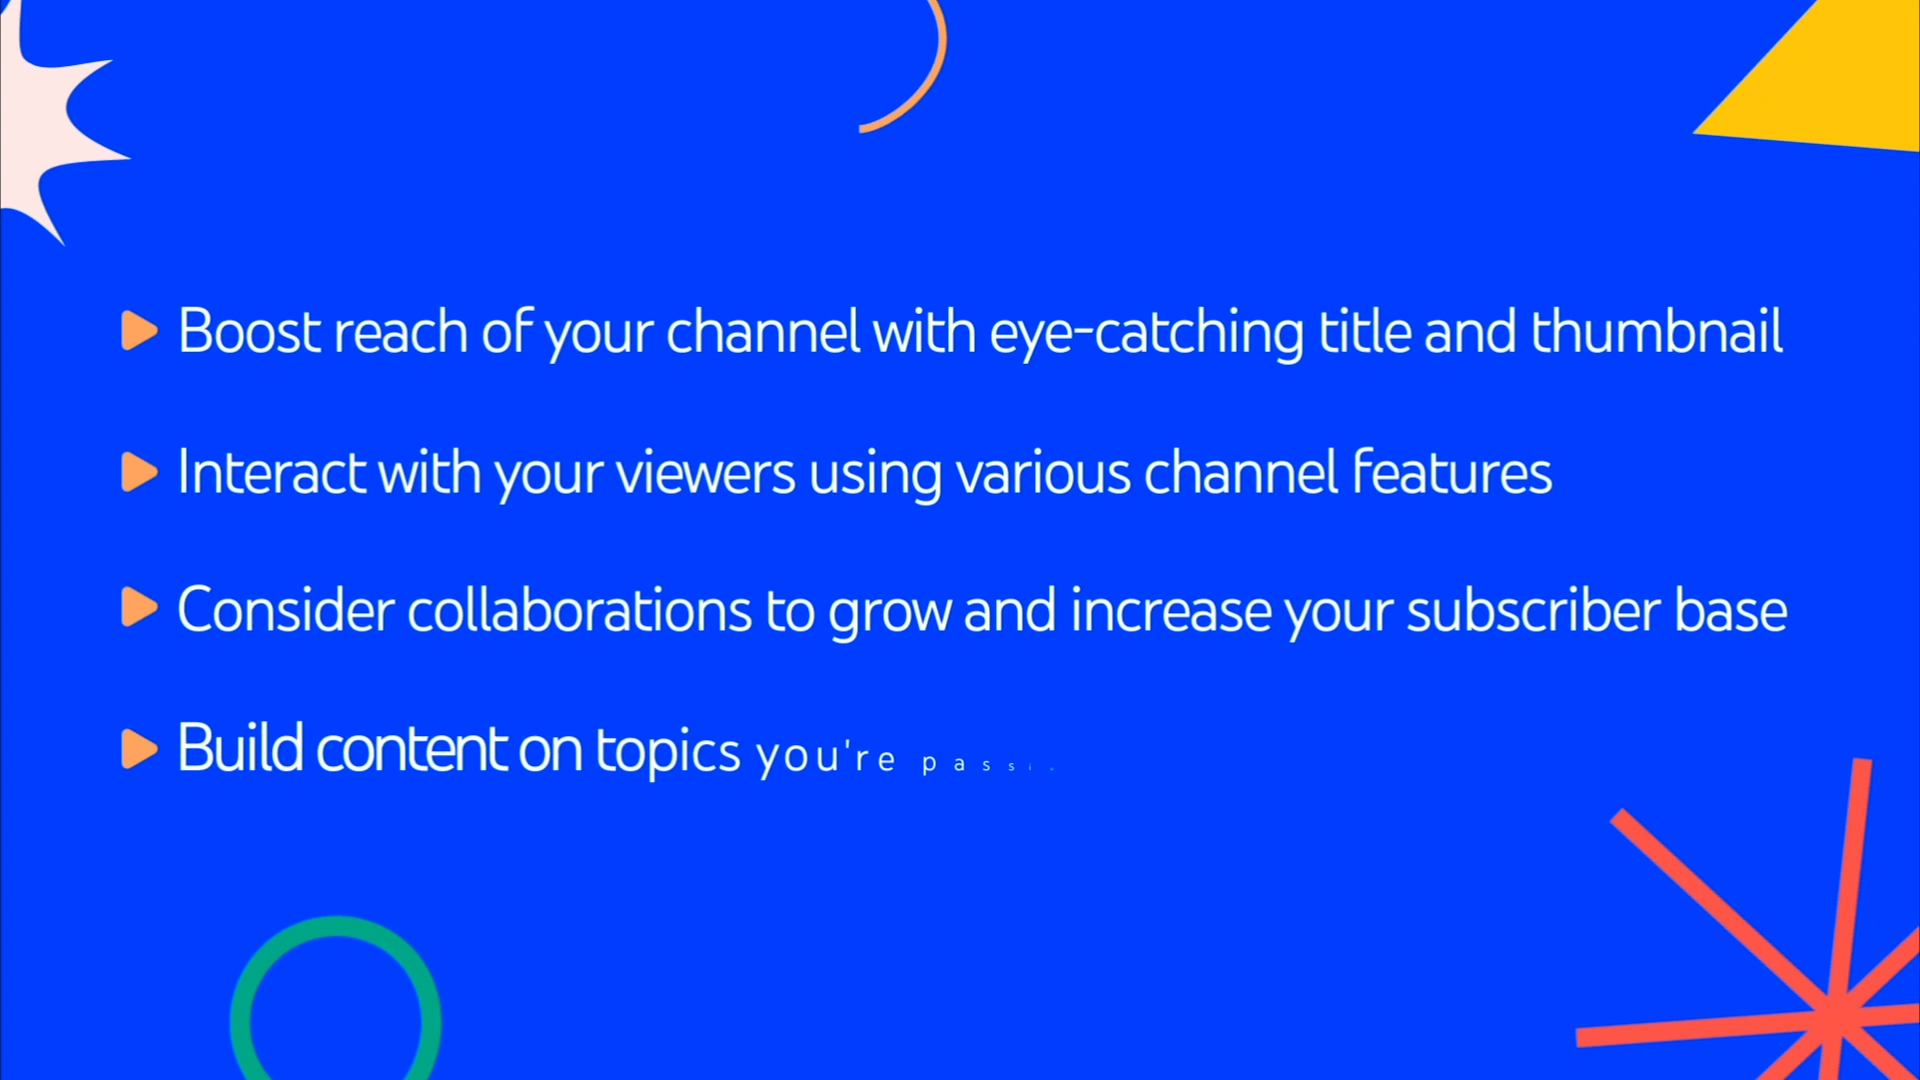 Boost reach of your channel with eye-catching title and thumbnail
Interact with your viewers using various channel features
Consider collaborations to grow and increase your subscriber base
Build content on topics you're passi